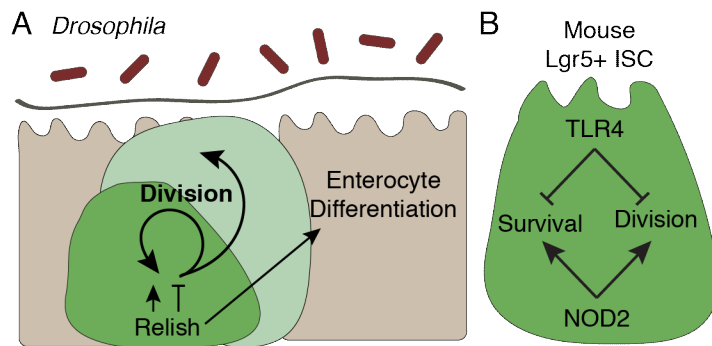 A Drosophila
Division
Enterocyte
Differentiation
Relish
B Mouse
Lgr5+ ISC
TLR4
Survival Division
NOD2